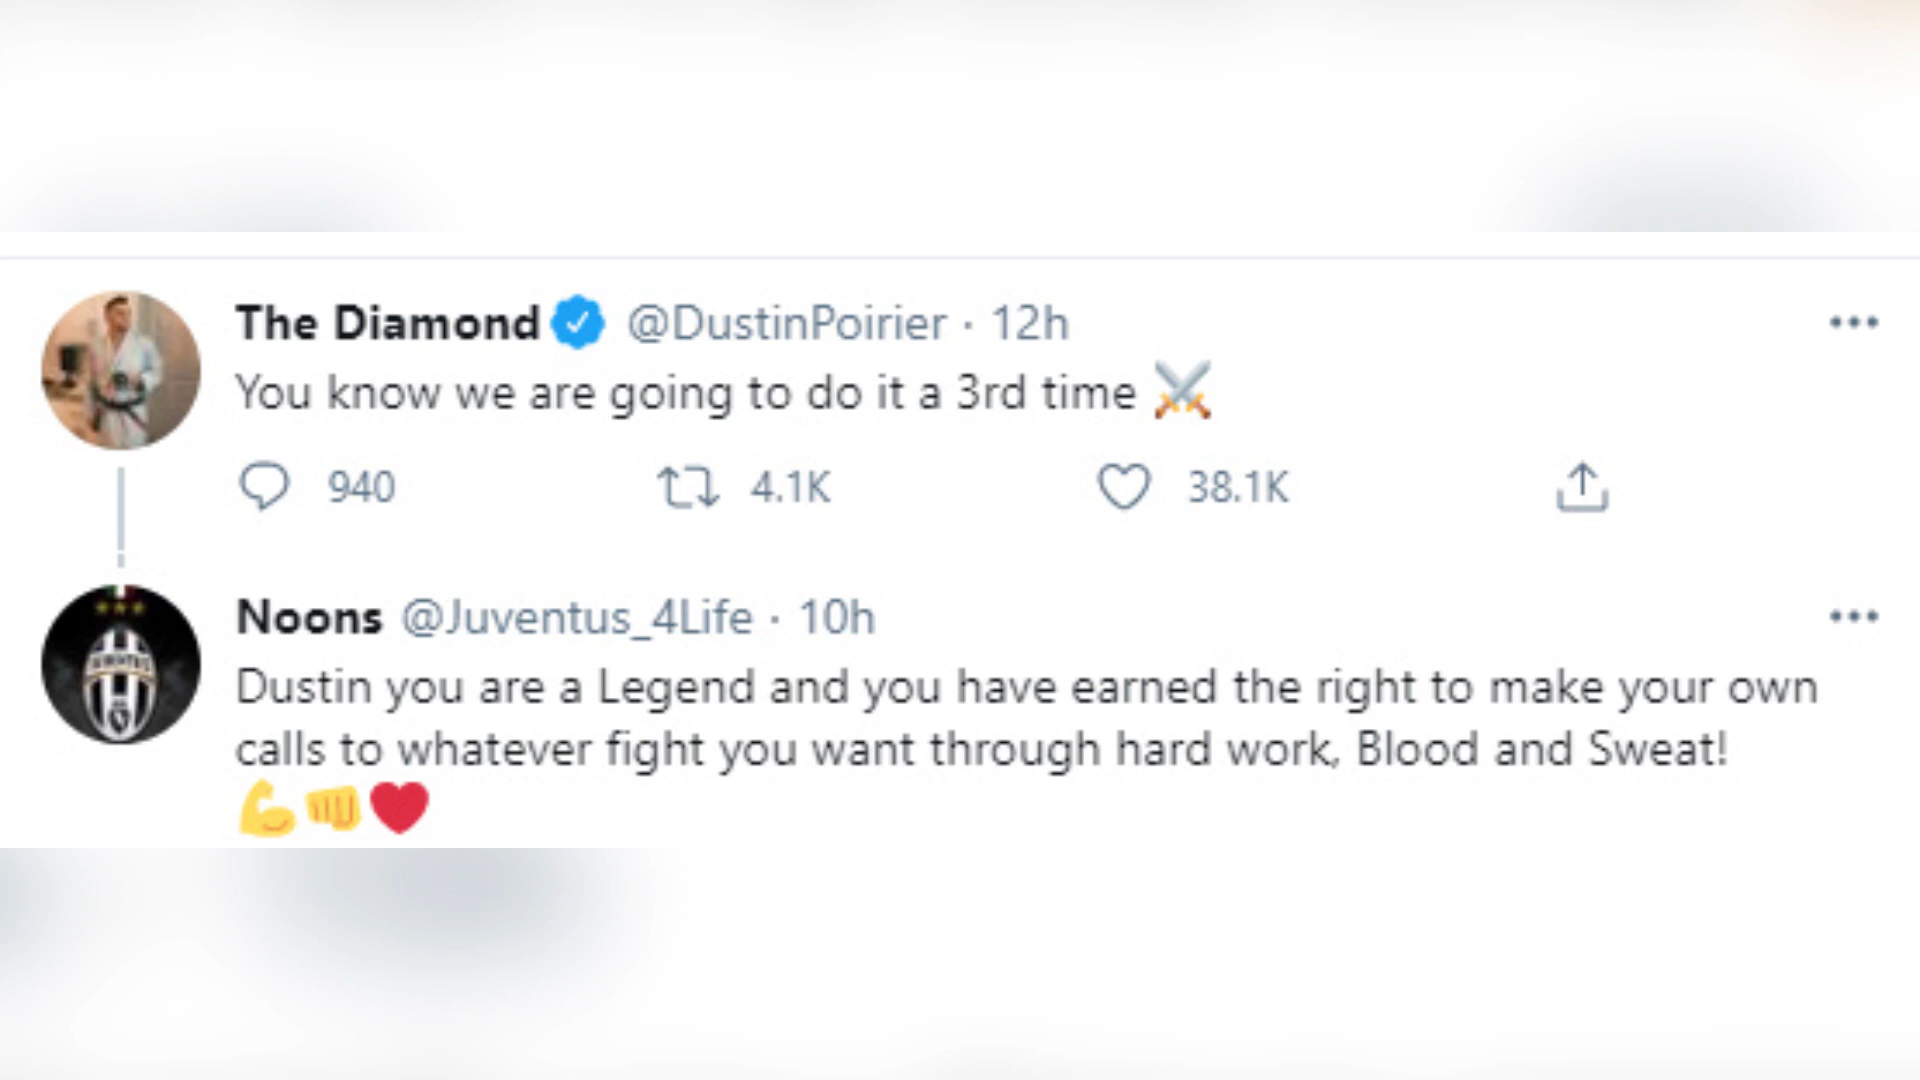 The Diamond @DustinPoirier · 12h
You know we are going to do it a 3rd time ⚔️
940 4.1K 38.1K
Noons @Juventus_4Life · 10h
Dustin you are a Legend and you have earned the right to make your own
calls to whatever fight you want through hard work, Blood and Sweat!
💪👊❤️